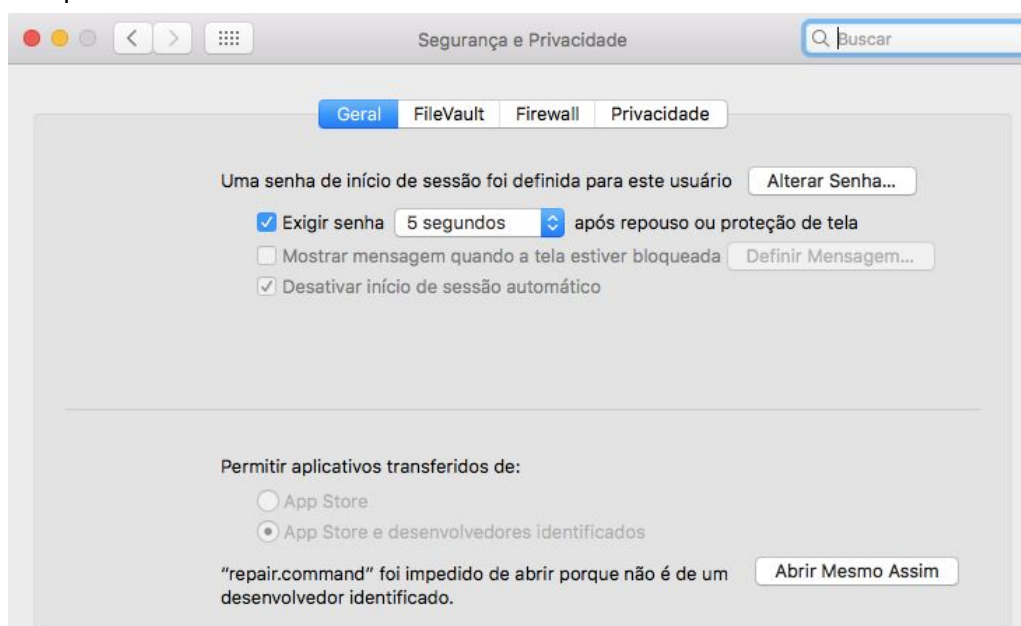 Segurança e Privacidade
Buscar
Geral FileVault Firewall Privacidade
Uma senha de início de sessão foi definida para este usuário Alterar Senha...
Exigir senha 5 segundos após repouso ou proteção de tela
Mostrar mensagem quando a tela estiver bloqueada Definir Mensagem...
Desativar início de sessão automático
Permitir aplicativos transferidos de:
App Store
App Store e desenvolvedores identificados
“repair.command” foi impedido de abrir porque não é de um Abrir Mesmo Assim
desenvolvedor identificado.